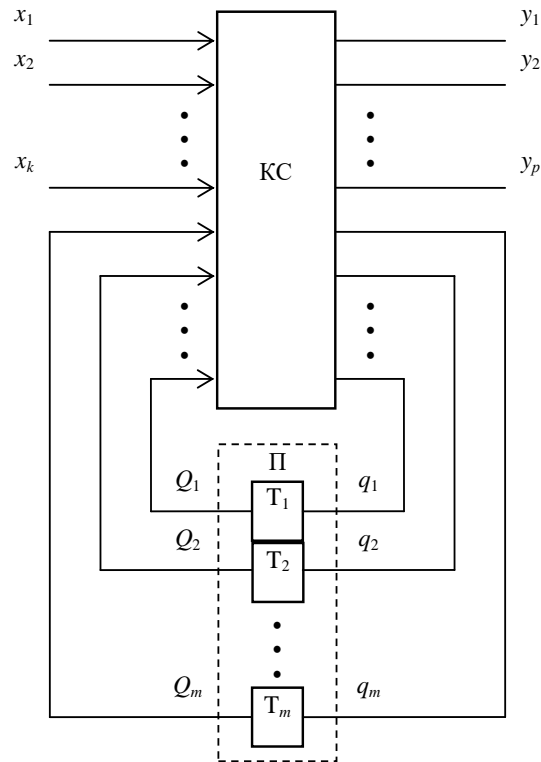 x₁ y₁
x₂ y₂
xₖ yₚ
КС
П
Q₁ T₁ q₁
Q₂ T₂ q₂
Qₘ Tₘ qₘ